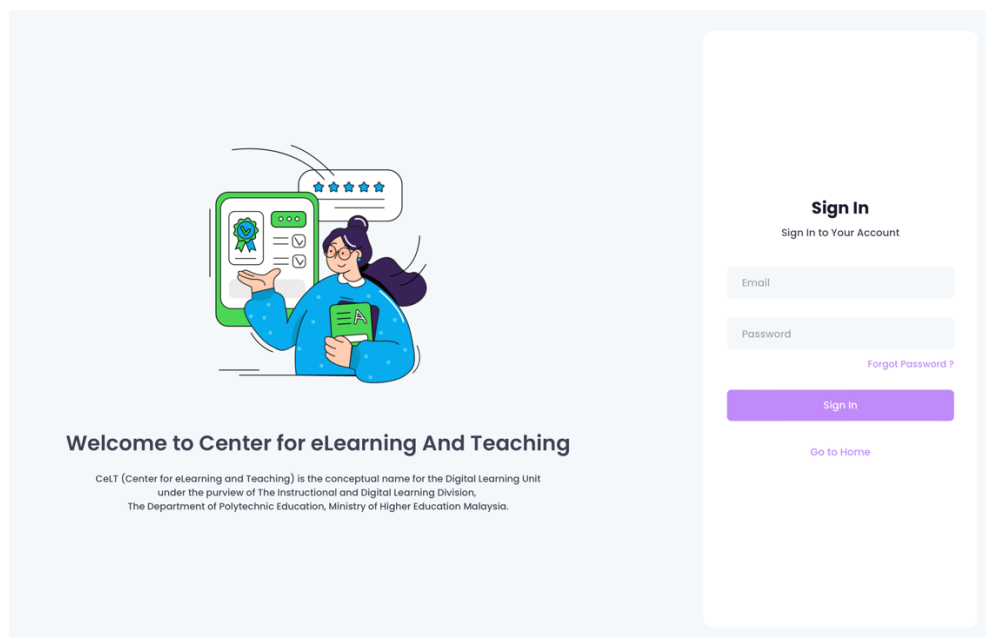 Welcome to Center for eLearning And Teaching
CeLT (Center for eLearning and Teaching) is the conceptual name for the Digital Learning Unit
under the purview of The Instructional and Digital Learning Division,
The Department of Polytechnic Education, Ministry of Higher Education Malaysia.
A
Sign In
Sign In to Your Account
Email
Password
Forgot Password ?
Sign In
Go to Home